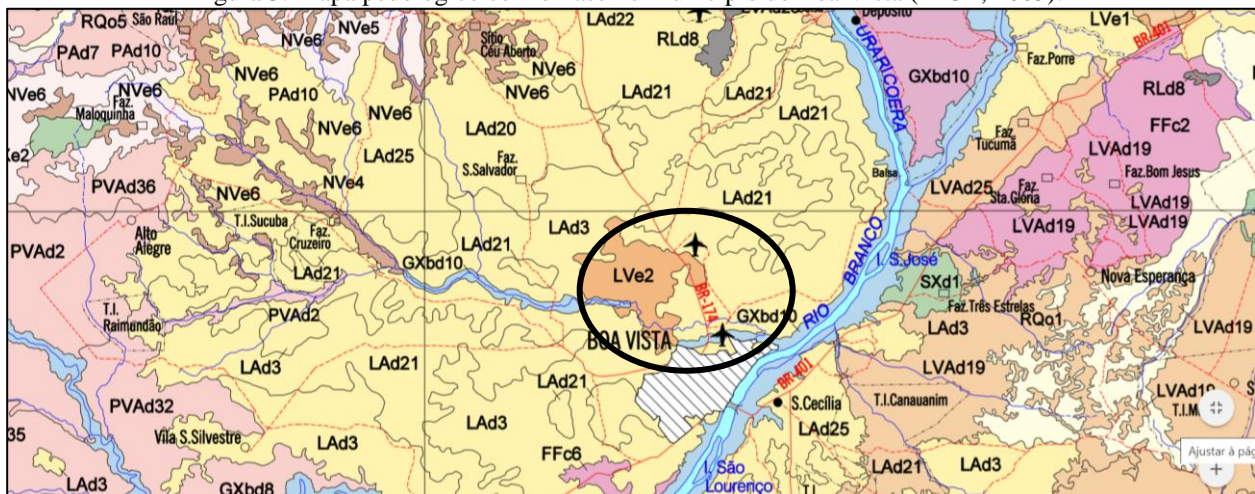 RQo5
São Raul
NVe5
LAd22
Sítio
Céu Aberto
RLd8
Depósito
LVe1
BR-401
PAd7
PAd10
NVe6
NVe6
NVe6
URARICOERA
GXbd10
Faz.Porre
RLd8
NVe6
NVe6
PAd10
LAd21
LAd21
LAd21
FFc2
Faz.
Maloquinha
NVe6
LAd20
Faz.
Tucumã
LVAd19
LAd25
Faz.
S.Salvador
Balsa
Faz.Bom Jesus
PVAd36
NVe6
NVe4
LAd21
LVAd25
Faz.
Sta.Glória
LVAd19
LVAd19
LVAd19
T.I.Sucuba
Alto
Alegre
Faz.
Cruzeiro
LAd3
BRANCO
PVAd2
LAd21
GXbd10
LAd21
LVe2
BR-174
I. S.José
SXd1
Nova Esperança
T.I.
Raimundão
PVAd2
GXbd10
RIO
Faz.Três Estrelas
RQo1
BOA VISTA
LAd3
LAd3
LAd21
LAd21
BR-401
LVAd19
LVAd19
LVAd19
PVAd32
LAd3
S.Cecília
T.I.Canauanim
T.I.M
Vila S.Silvestre
LAd25
35
LAd3
FFc6
LAd21
LAd3
Ajustar à pág
LAd3
GXbd8
I. São
Lourenço
T.I.